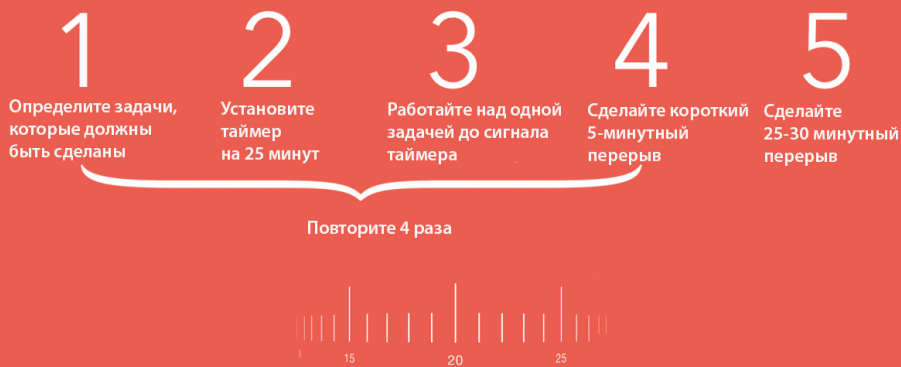 1
Определите задачи,
которые должны
быть сделаны
2
Установите
таймер
на 25 минут
3
Работайте над одной
задачей до сигнала
таймера
4
Сделайте короткий
5-минутный
перерыв
5
Сделайте
25-30 минутный
перерыв
Повторите 4 раза
15
20
25